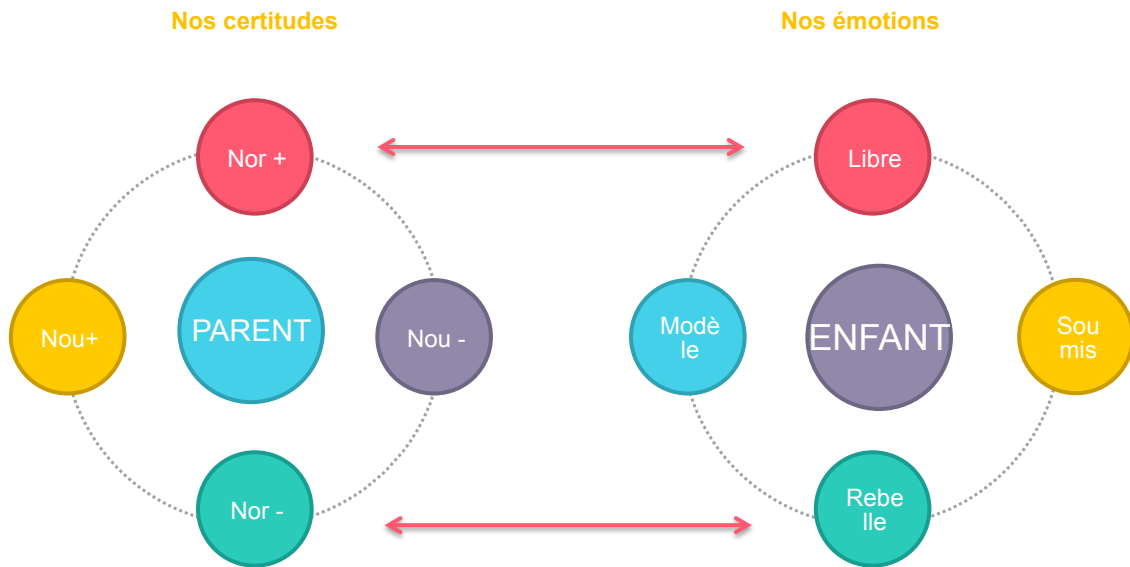 Nos certitudes
Nos émotions
Nor +
Libre
Nou+
PARENT
Nou -
Modè
le
ENFANT
Sou
mis
Nor -
Rebe
lle